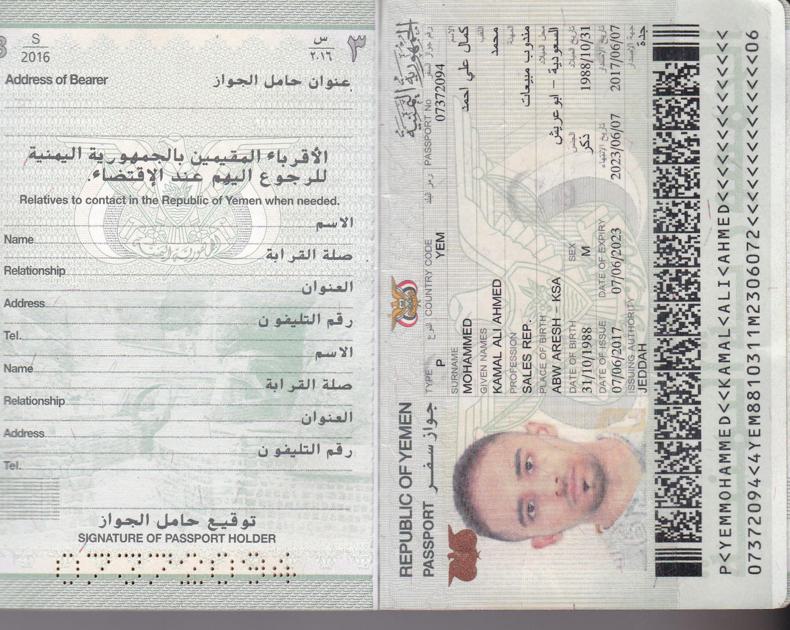 S
2016
س
٢٠١٦
٣
Address of Bearer
عنوان حامل الجواز
الأقرباء المقيمين بالجمهورية اليمنية
للرجوع اليهم عند الإقتضاء.
Relatives to contact in the Republic of Yemen when needed.
Name الاسم
Relationship صلة القرابة
Address العنوان
Tel. رقم التليفون
Name الاسم
Relationship صلة القرابة
Address العنوان
Tel. رقم التليفون
توقيع حامل الجواز
SIGNATURE OF PASSPORT HOLDER
REPUBLIC OF YEMEN الجمهورية اليمنية
PASSPORT جواز سفر
TYPE النوع COUNTRY CODE رمز البلد PASSPORT No رقم جواز السفر
P YEM 07372094
SURNAME الاسم
MOHAMMED كمال علي احمد
GIVEN NAMES اللقب
KAMAL ALI AHMED محمد
PROFESSION المهنة
SALES REP. مندوب مبيعات
PLACE OF BIRTH محل الميلاد
ABW ARESH – KSA السعودية – ابوعريش
DATE OF BIRTH SEX الجنس تاريخ الميلاد
31/10/1988 M ذكر 1988/10/31
DATE OF ISSUE DATE OF EXPIRY تاريخ الإنتهاء تاريخ الإصدار
07/06/2017 07/06/2023 2023/06/07 2017/06/07
ISSUING AUTHORITY جهة الإصدار
JEDDAH جدة
P<YEMMOHAMMED<<KAMAL<ALI<AHMED<<<<<<<<<<<<<<
07372094<4YEM8810311M2306072<<<<<<<<<<<<<<06